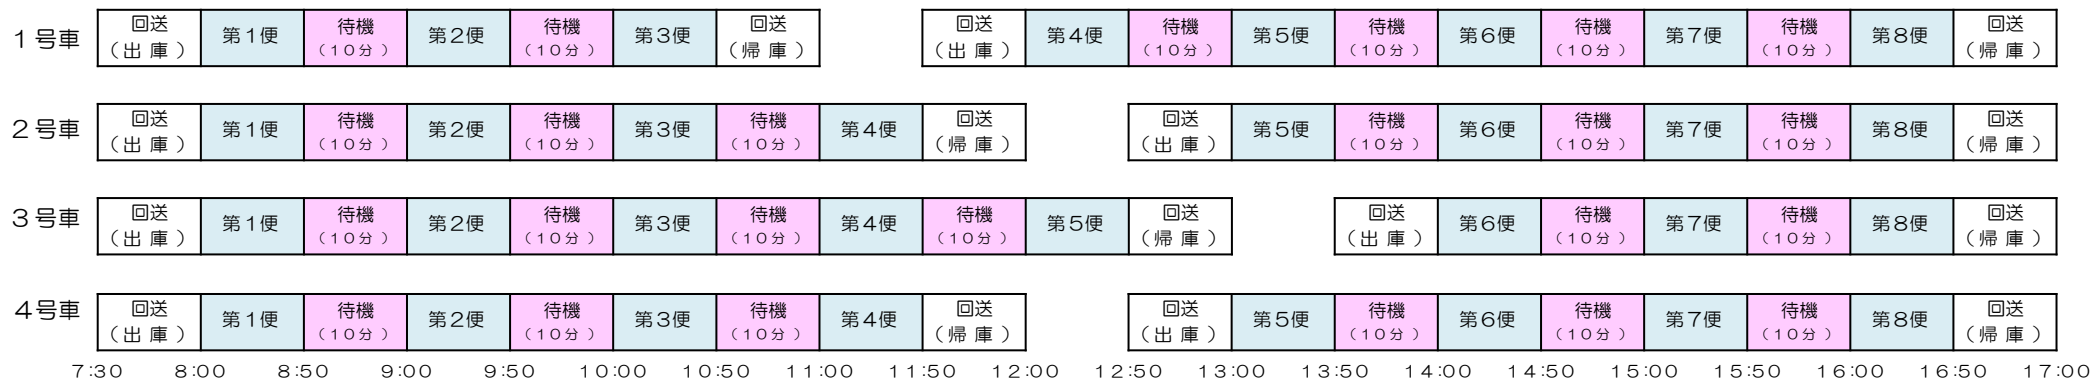 1号車 回送 第1便 待機 第2便 待機 第3便 回送 回送 第4便 待機 第5便 待機 第6便 待機 第7便 待機 第8便 回送
（出庫） （10分） （10分） （帰庫） （出庫） （10分） （10分） （10分） （10分） （帰庫）
2号車 回送 第1便 待機 第2便 待機 第3便 待機 第4便 回送 回送 第5便 待機 第6便 待機 第7便 待機 第8便 回送
（出庫） （10分） （10分） （10分） （帰庫） （出庫） （10分） （10分） （10分） （帰庫）
3号車 回送 第1便 待機 第2便 待機 第3便 待機 第4便 待機 第5便 回送 回送 第6便 待機 第7便 待機 第8便 回送
（出庫） （10分） （10分） （10分） （10分） （帰庫） （出庫） （10分） （10分） （帰庫）
4号車 回送 第1便 待機 第2便 待機 第3便 待機 第4便 回送 回送 第5便 待機 第6便 待機 第7便 待機 第8便 回送
（出庫） （10分） （10分） （10分） （帰庫） （出庫） （10分） （10分） （10分） （帰庫）
7:30 8:00 8:50 9:00 9:50 10:00 10:50 11:00 11:50 12:00 12:50 13:00 13:50 14:00 14:50 15:00 15:50 16:00 16:50 17:00